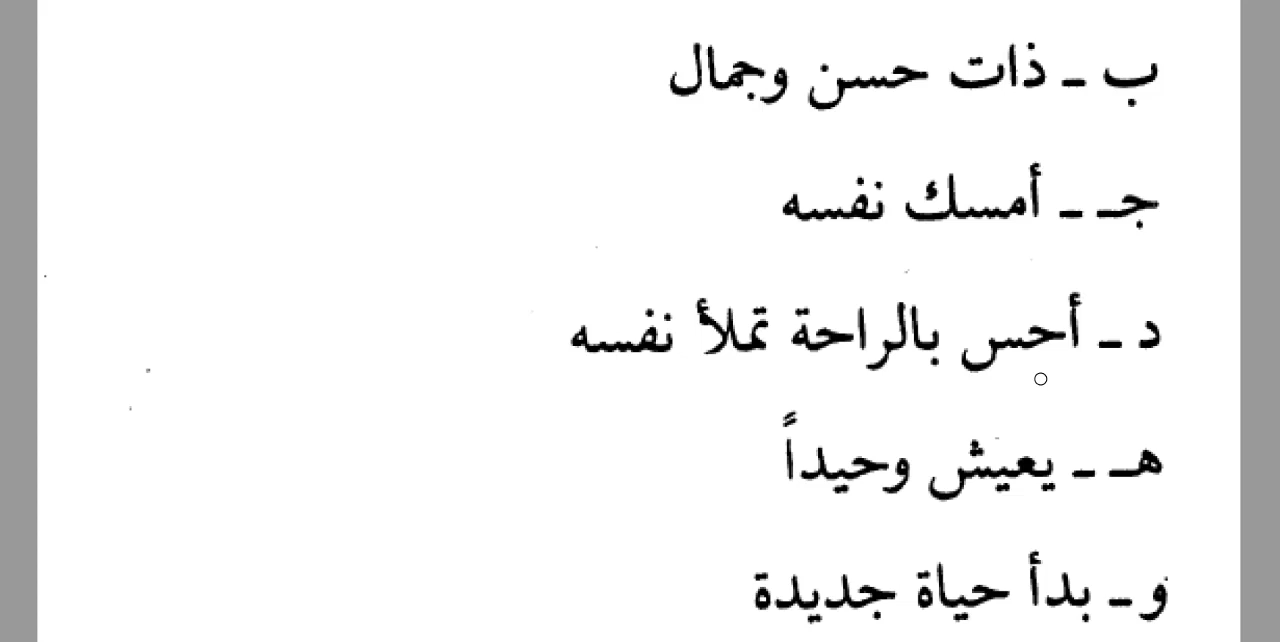 ب ـ ذات حسن وجمال
جـ ـ أمسك نفسه
د ـ أحس بالراحة تملأ نفسه
هـ ـ يعيش وحيداً
و ـ بدأ حياة جديدة